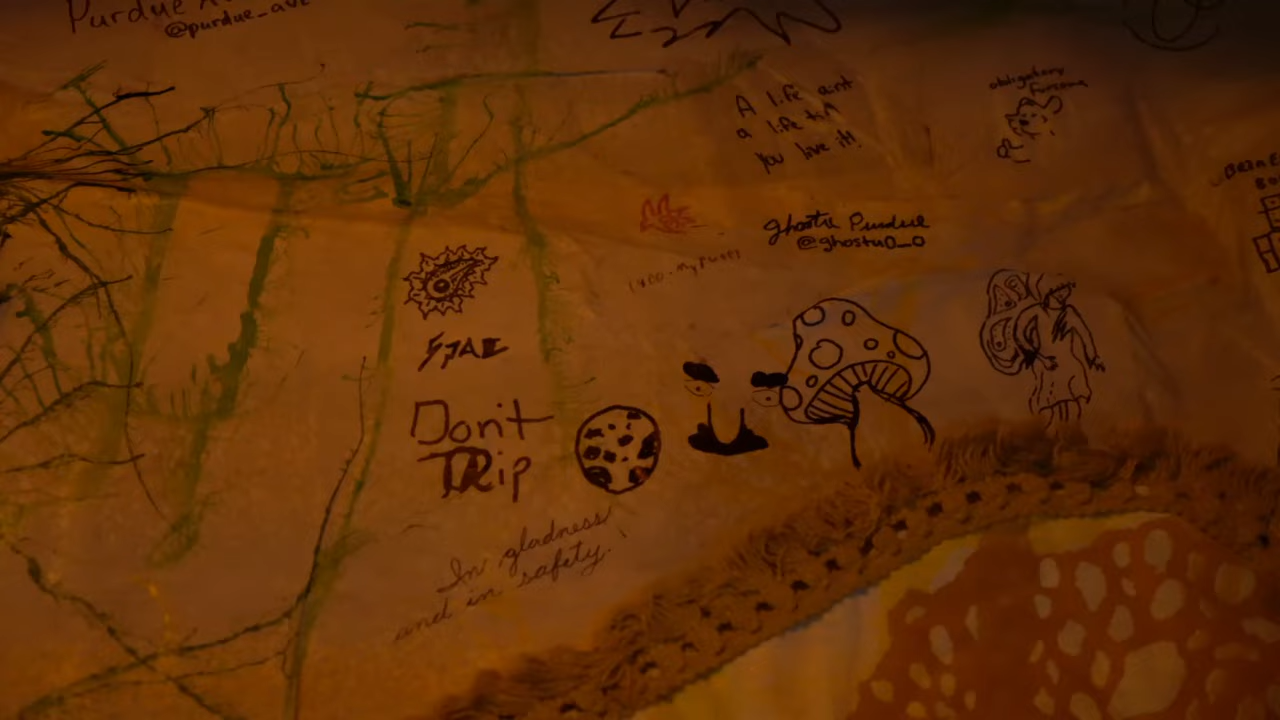 Purdue
@purdue_ave
A life aint
a life till
you live it!
obligatory
fursona
Ghostu Purdue
@ghostu0_0
Don't
TRip
In gladness
and in safety.